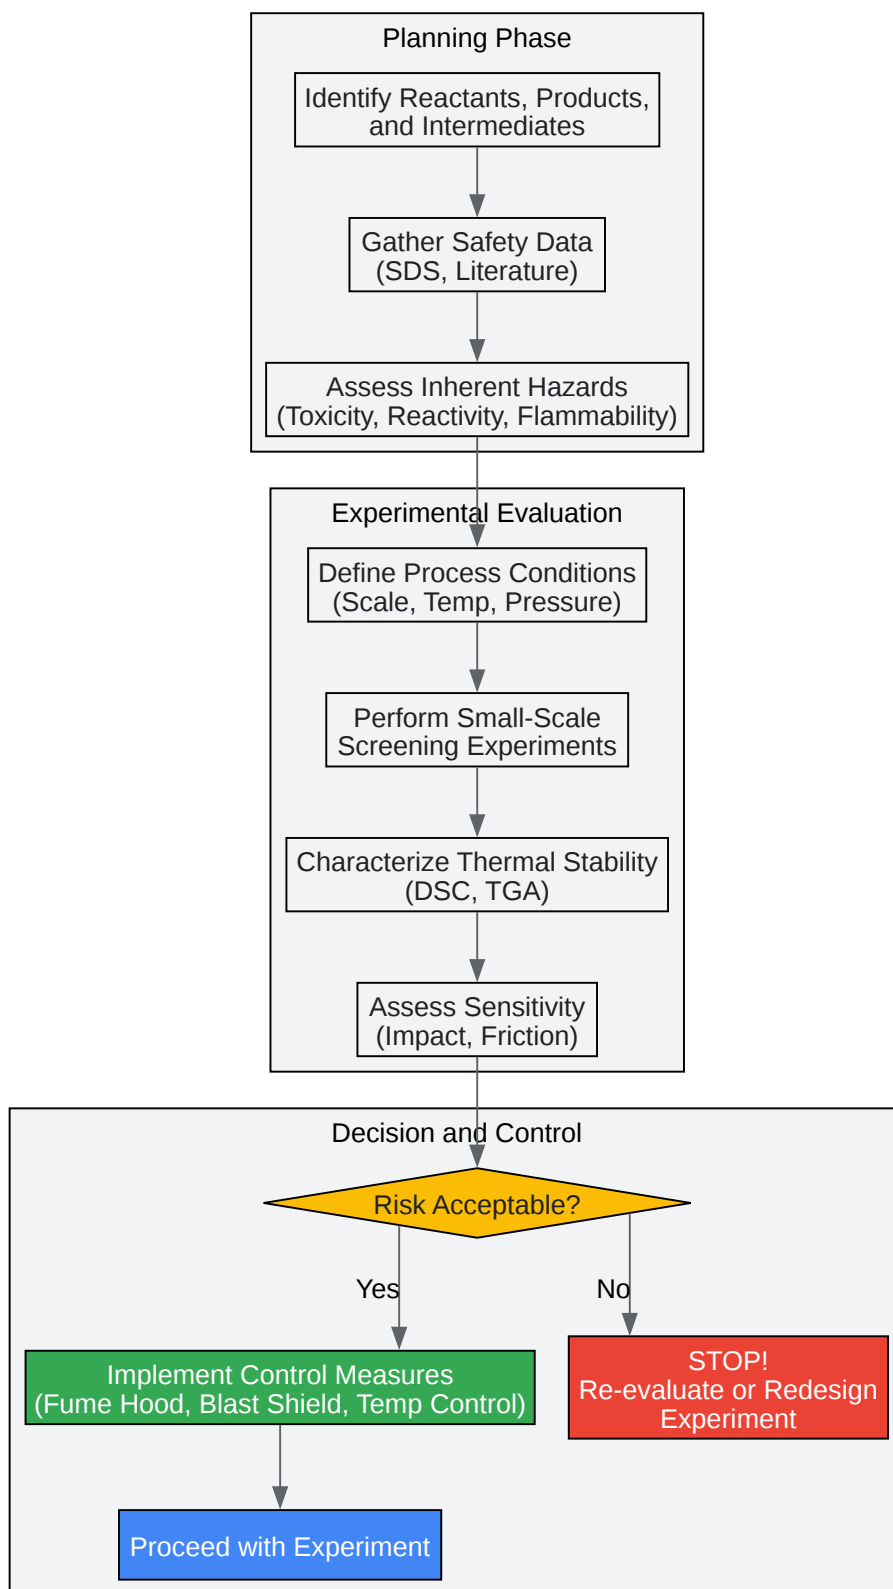 Planning Phase
Identify Reactants, Products,
and Intermediates
Gather Safety Data
(SDS, Literature)
Assess Inherent Hazards
(Toxicity, Reactivity, Flammability)
Experimental Evaluation
Define Process Conditions
(Scale, Temp, Pressure)
Perform Small-Scale
Screening Experiments
Characterize Thermal Stability
(DSC, TGA)
Assess Sensitivity
(Impact, Friction)
Decision and Control
Risk Acceptable?
Yes
No
Implement Control Measures
(Fume Hood, Blast Shield, Temp Control)
STOP!
Re-evaluate or Redesign
Experiment
Proceed with Experiment